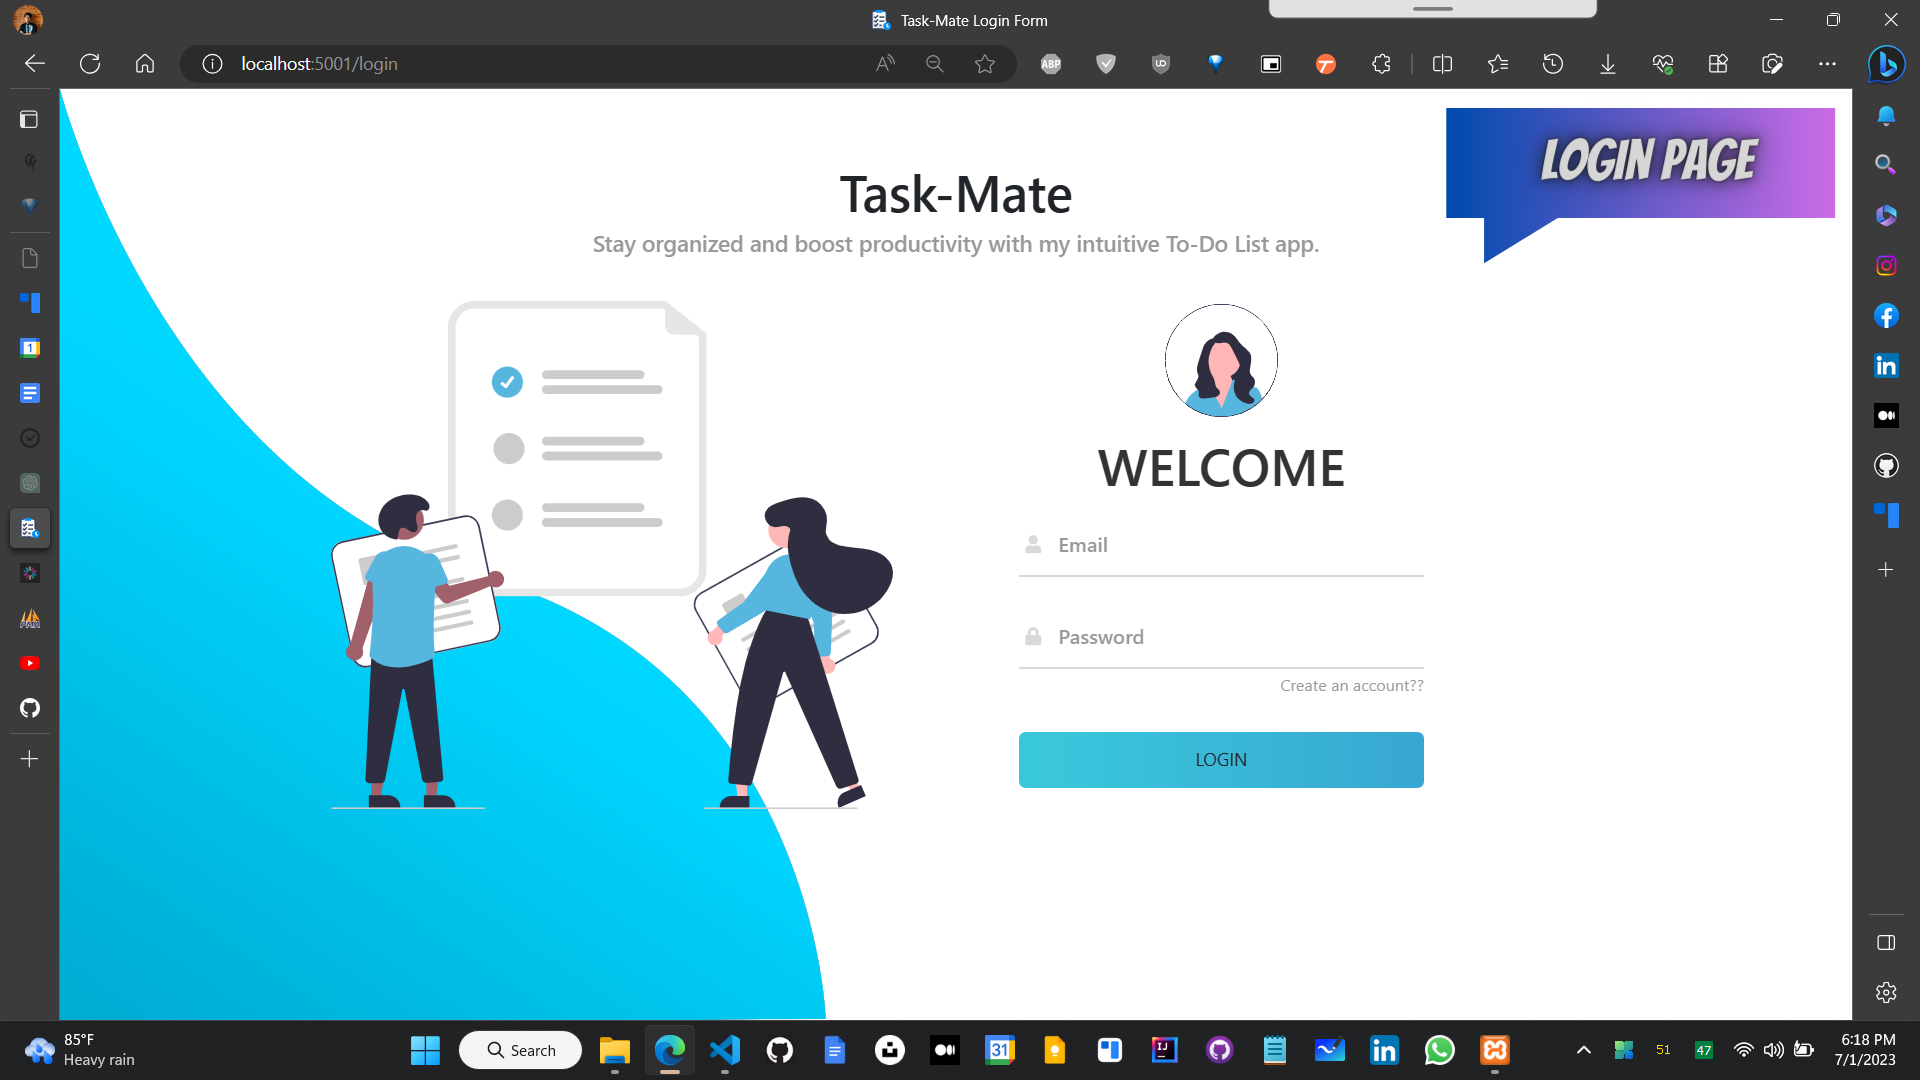 Task-Mate Login Form
localhost:5001/login
ABP
LOGIN PAGE
Task-Mate
Stay organized and boost productivity with my intuitive To-Do List app.
WELCOME
Email
Password
Create an account??
LOGIN
85°F
Heavy rain
Search
31
51
47
6:18 PM
7/1/2023